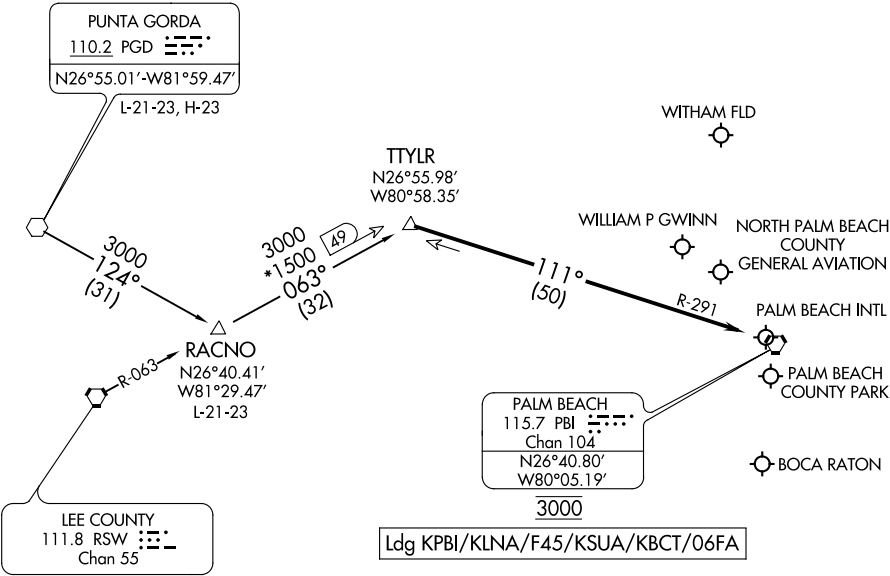 PUNTA GORDA
110.2 PGD
N26°55.01′-W81°59.47′
L-21-23, H-23
WITHAM FLD
TTYLR
N26°55.98′
W80°58.35′
WILLIAM P GWINN
NORTH PALM BEACH
COUNTY
GENERAL AVIATION
3000
124°
(31)
3000
*1500
49
063°
(32)
111°
(50)
R-291
PALM BEACH INTL
RACNO
N26°40.41′
W81°29.47′
L-21-23
R-063
PALM BEACH
COUNTY PARK
PALM BEACH
115.7 PBI
Chan 104
N26°40.80′
W80°05.19′
3000
BOCA RATON
LEE COUNTY
111.8 RSW
Chan 55
Ldg KPBI/KLNA/F45/KSUA/KBCT/06FA